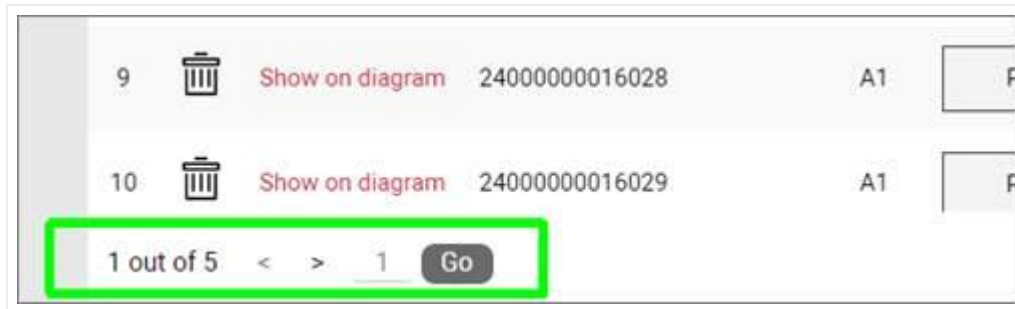 9 Show on diagram 24000000016028 A1
10 Show on diagram 24000000016029 A1
1 out of 5 < > 1 Go